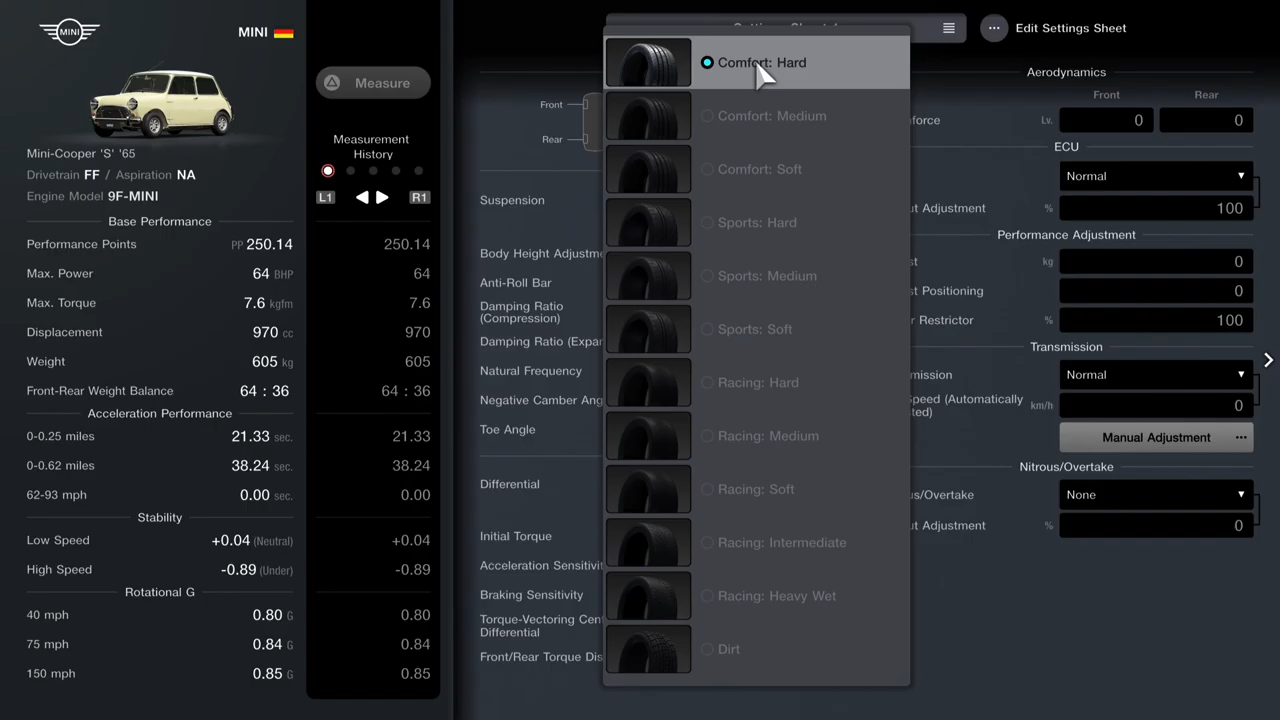 MINI
MINI
Mini-Cooper 'S' '65
Drivetrain FF / Aspiration NA
Engine Model 9F-MINI
Base Performance
Performance Points PP 250.14
Max. Power 64 BHP
Max. Torque 7.6 kgfm
Displacement 970 cc
Weight 605 kg
Front-Rear Weight Balance 64 : 36
Acceleration Performance
0-0.25 miles 21.33 sec.
0-0.62 miles 38.24 sec.
62-93 mph 0.00 sec.
Stability
Low Speed +0.04 (Neutral)
High Speed -0.89 (Under)
Rotational G
40 mph 0.80 G
75 mph 0.84 G
150 mph 0.85 G
Measure
Measurement
History
L1 R1
250.14
64
7.6
970
605
64 : 36
21.33
38.24
0.00
+0.04
-0.89
0.80
0.84
0.85
Edit Settings Sheet
Front
Rear
Suspension
Body Height Adjustme
Anti-Roll Bar
Damping Ratio
(Compression)
Damping Ratio (Expan
Natural Frequency
Negative Camber Ang
Toe Angle
Differential
Initial Torque
Acceleration Sensitivi
Braking Sensitivity
Torque-Vectoring Cen
Differential
Front/Rear Torque Dis
Comfort: Hard
Comfort: Medium
Comfort: Soft
Sports: Hard
Sports: Medium
Sports: Soft
Racing: Hard
Racing: Medium
Racing: Soft
Racing: Intermediate
Racing: Heavy Wet
Dirt
Aerodynamics
Front Rear
nforce Lv. 0 0
ECU
Normal
ut Adjustment % 100
Performance Adjustment
st kg 0
st Positioning 0
r Restrictor % 100
Transmission
mission Normal
Speed (Automatically
ted) km/h 0
Manual Adjustment
Nitrous/Overtake
us/Overtake None
ut Adjustment % 0